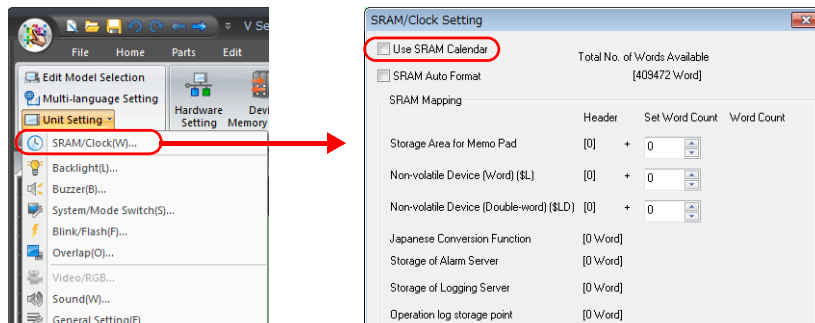 V Se
File Home Parts Edit
Edit Model Selection
Multi-language Setting
Unit Setting
Hardware Setting
Devi
Memory
SRAM/Clock(W)...
Backlight(L)...
Buzzer(B)...
System/Mode Switch(S)...
Blink/Flash(F)...
Overlap(O)...
Video/RGB...
Sound(W)...
General Setting(F)
SRAM/Clock Setting
Use SRAM Calendar
Total No. of Words Available
SRAM Auto Format [409472 Word]
SRAM Mapping
Header Set Word Count Word Count
Storage Area for Memo Pad [0] + 0
Non-volatile Device (Word) ($L) [0] + 0
Non-volatile Device (Double-word) ($LD) [0] + 0
Japanese Conversion Function [0 Word]
Storage of Alarm Server [0 Word]
Storage of Logging Server [0 Word]
Operation log storage point [0 Word]